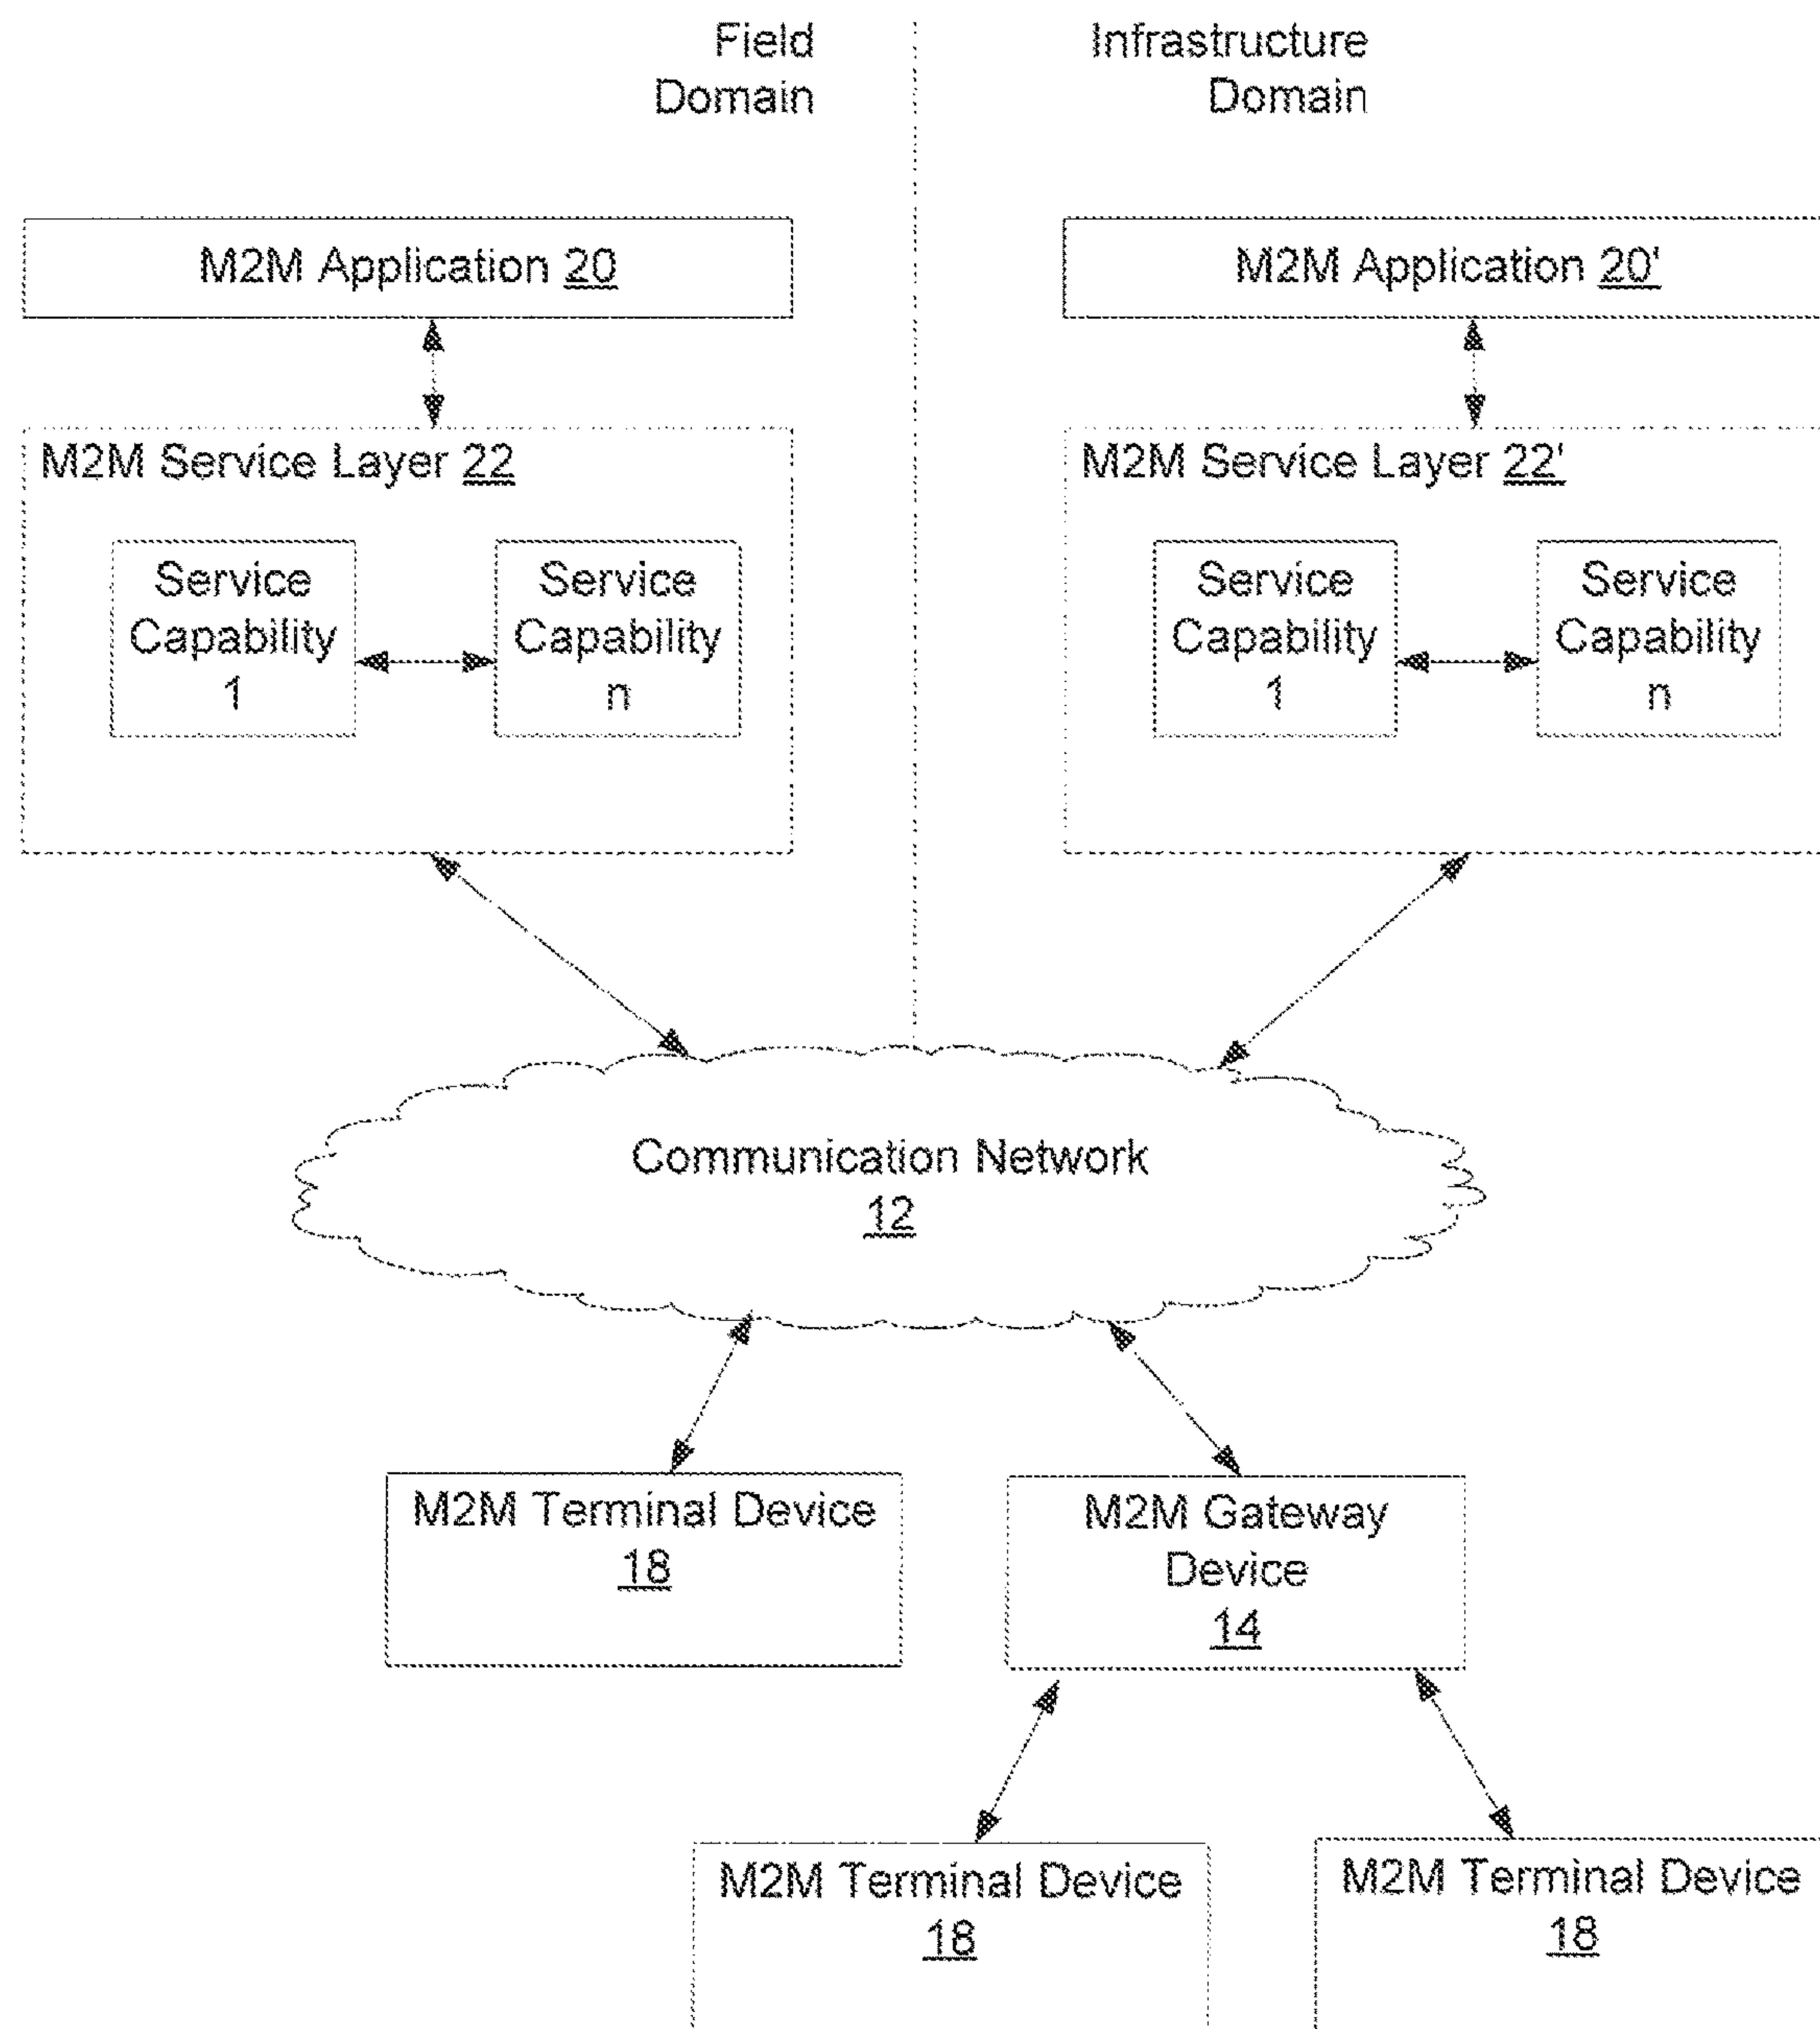 Field
Domain
Infrastructure
Domain
M2M Application 20
M2M Application 20'
M2M Service Layer 22
Service
Capability
1
Service
Capability
n
M2M Service Layer 22'
Service
Capability
1
Service
Capability
n
Communication Network
12
M2M Terminal Device
18
M2M Gateway
Device
14
M2M Terminal Device
18
M2M Terminal Device
18